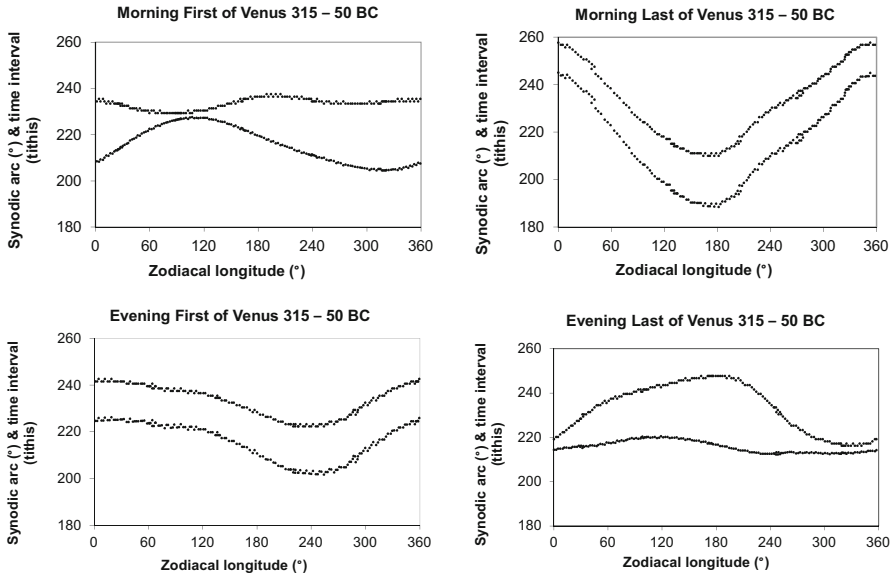 Morning First of Venus 315 – 50 BC
Synodic arc (°) & time interval
(tithis)
260
240
220
200
180
0 60 120 180 240 300 360
Zodiacal longitude (°)
Morning Last of Venus 315 – 50 BC
Synodic arc (°) & time interval
(tithis)
260
240
220
200
180
0 60 120 180 240 300 360
Zodiacal longitude (°)
Evening First of Venus 315 – 50 BC
Synodic arc (°) & time interval
(tithis)
260
240
220
200
180
0 60 120 180 240 300 360
Zodiacal longitude (°)
Evening Last of Venus 315 – 50 BC
Synodic arc (°) & time interval
(tithis)
260
240
220
200
180
0 60 120 180 240 300 360
Zodiacal longitude (°)